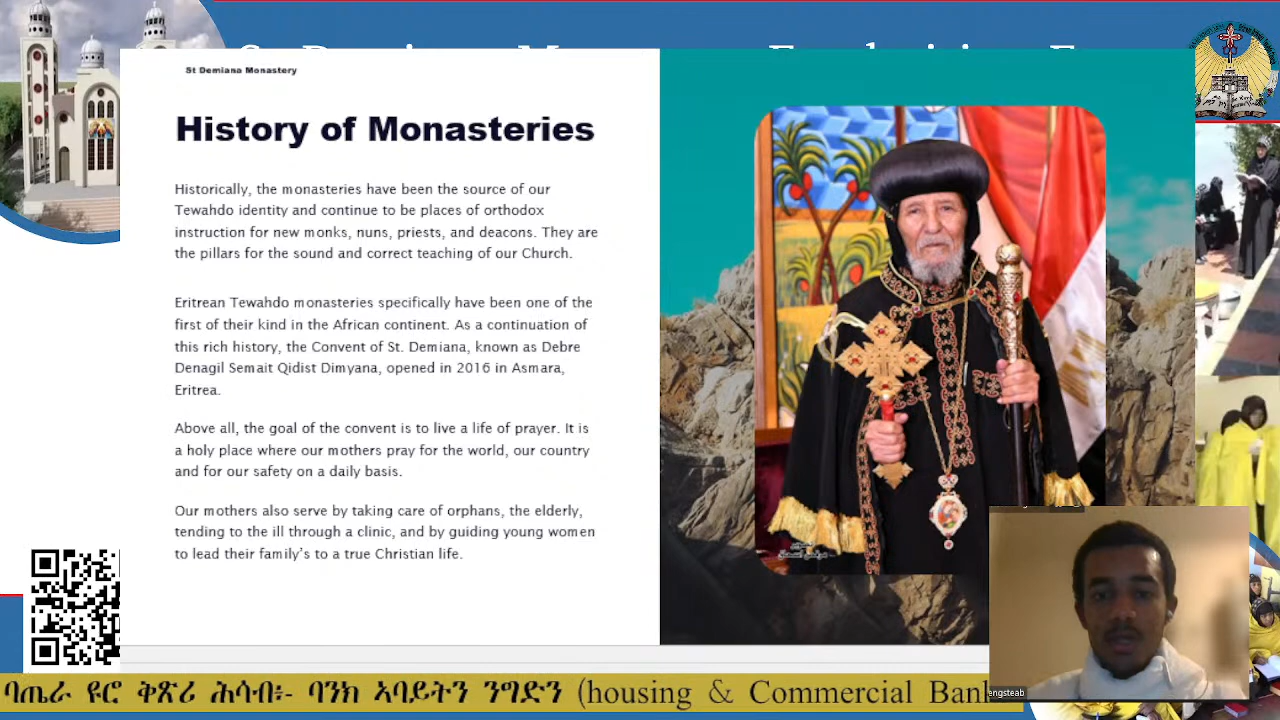 St Demiana Monastery
History of Monasteries
Historically, the monasteries have been the source of our
Tewahdo identity and continue to be places of orthodox
instruction for new monks, nuns, priests, and deacons. They are
the pillars for the sound and correct teaching of our Church.
Eritrean Tewahdo monasteries specifically have been one of the
first of their kind in the African continent. As a continuation of
this rich history, the Convent of St. Demiana, known as Debre
Denagil Semait Qidist Dimyana, opened in 2016 in Asmara,
Eritrea.
Above all, the goal of the convent is to live a life of prayer. It is
a holy place where our mothers pray for the world, our country
and for our safety on a daily basis.
Our mothers also serve by taking care of orphans, the elderly,
tending to the ill through a clinic, and by guiding young women
to lead their family's to a true Christian life.
engsteab
ባጤራ ዩሮ ቅጽሪ ሕሳብ፥- ባንክ ኣባይትን ንግድን (housing & Commercial Bank